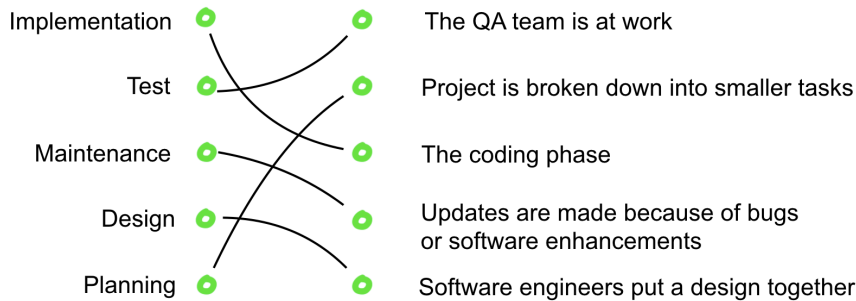 Implementation
The QA team is at work
Test
Project is broken down into smaller tasks
Maintenance
The coding phase
Design
Updates are made because of bugs
or software enhancements
Planning
Software engineers put a design together